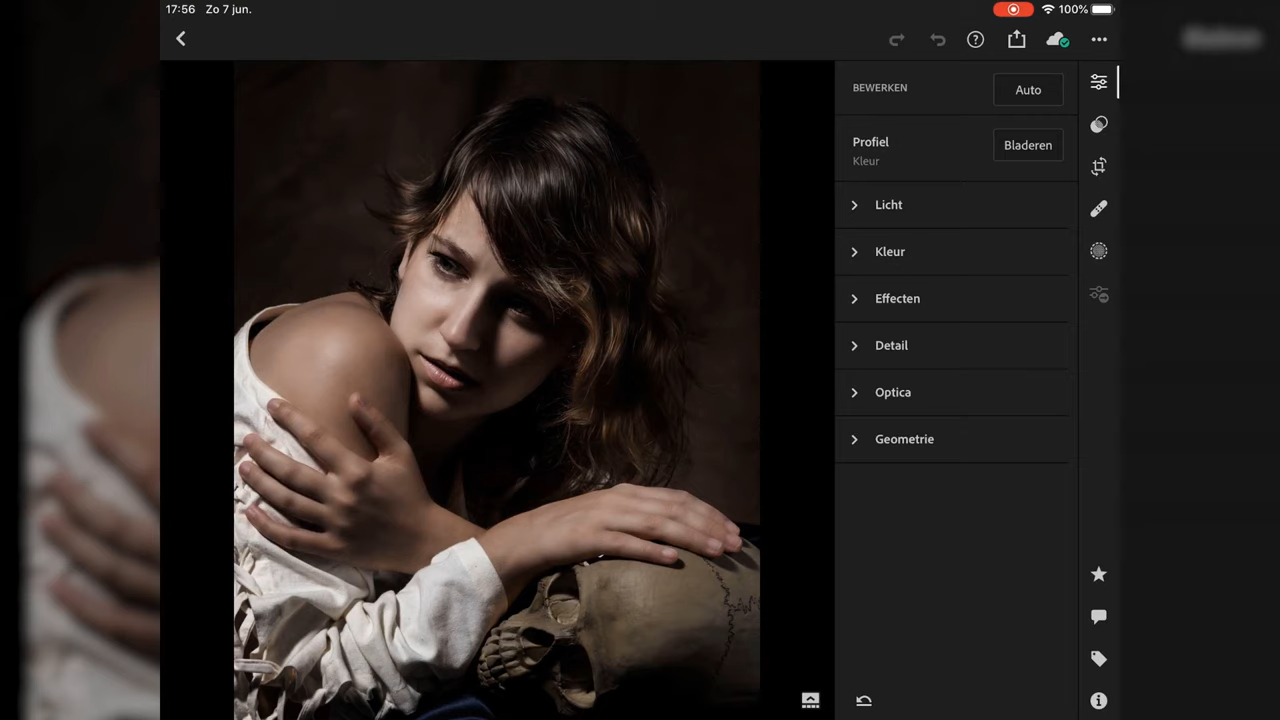 17:56 Zo 7 jun.
100%
BEWERKEN
Auto
Profiel
Bladeren
Kleur
Licht
Kleur
Effecten
Detail
Optica
Geometrie